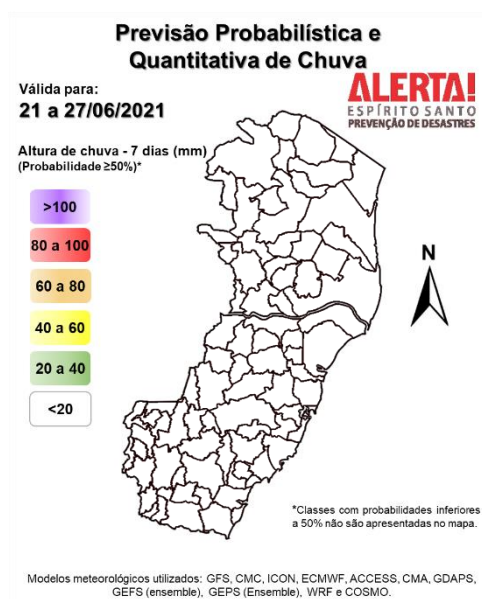 Previsão Probabilística e
Quantitativa de Chuva
Válida para:
21 a 27/06/2021
ALERTA!
ESPÍRITO SANTO
PREVENÇÃO DE DESASTRES
Altura de chuva - 7 dias (mm)
(Probabilidade ≥50%)*
>100
80 a 100
60 a 80
40 a 60
20 a 40
<20
N
*Classes com probabilidades inferiores
a 50% não são apresentadas no mapa.
Modelos meteorológicos utilizados: GFS, CMC, ICON, ECMWF, ACCESS, CMA, GDAPS,
GEFS (ensemble), GEPS (Ensemble), WRF e COSMO.